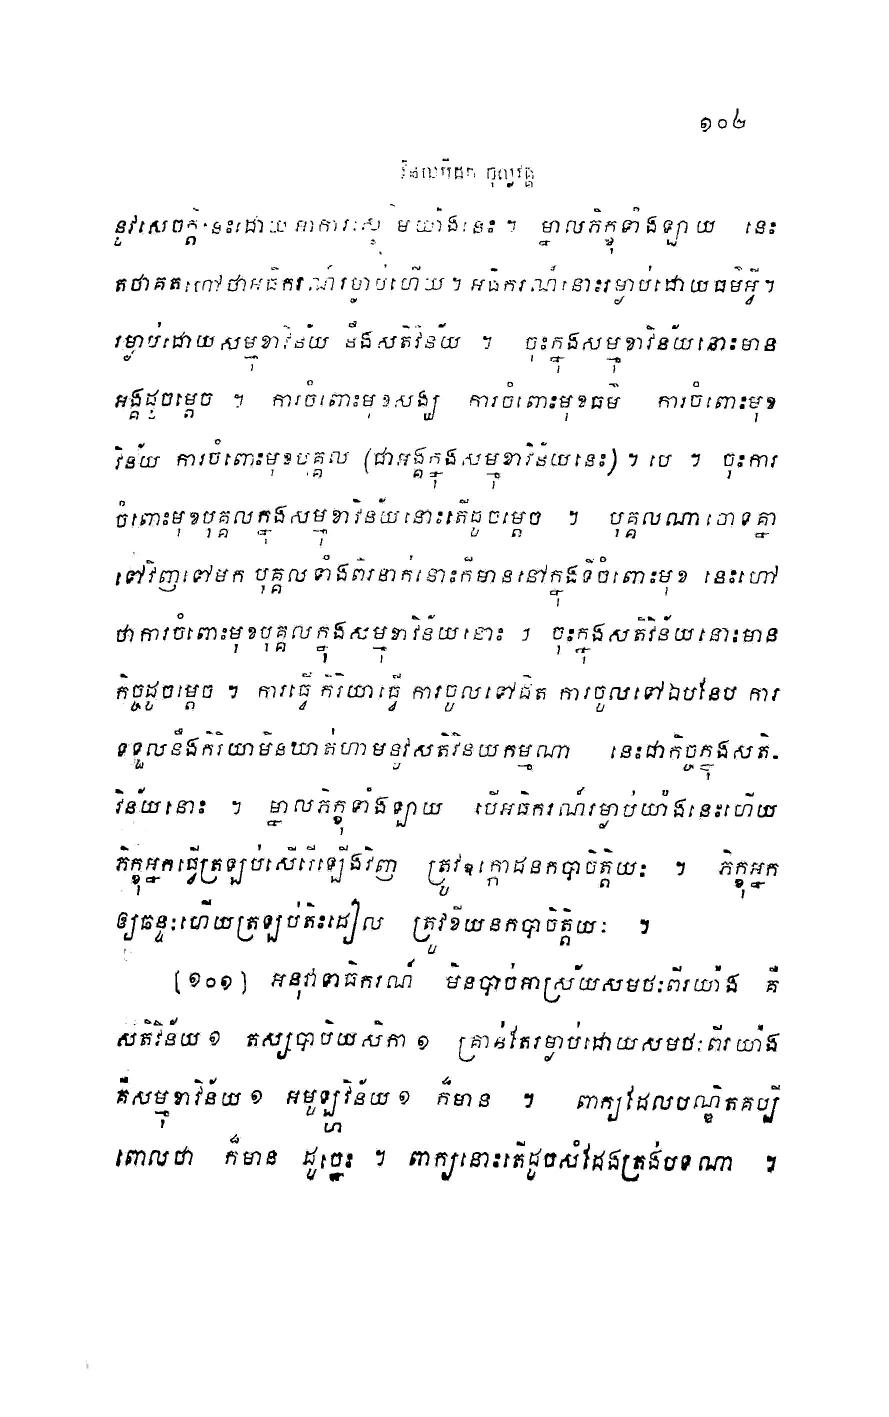 ១០២
វិនយបិដក ចុល្លវគ្គ
នូវសេចក្តីនេះដោយអាការៈស្មើមយ៉ាងនេះ ។ ម្នាលភិក្ខុទាំងឡាយ នេះ
តថាគតហៅថាអធិករណ៍រម្ងាប់ហើយ ។ អធិករណ៍នោះរម្ងាប់ដោយធម៌អ្វី ។
រម្ងាប់ដោយសម្មុខាវិន័យ នឹងសតិវិន័យ ។ ចុះក្នុងសម្មុខាវិន័យនោះមាន
អង្គដូចម្តេច ។ ការចំពោះមុខសង្ឃ ការចំពោះមុខធម៌ ការចំពោះមុខ
វិន័យ ការចំពោះមុខបុគ្គល (ជាអង្គក្នុងសម្មុខាវិន័យនេះ) ។ បេ ។ ចុះការ
ចំពោះមុខបុគ្គលក្នុងសម្មុខាវិន័យនោះតើដូចម្តេច ។ បុគ្គលណាចោទគ្នា
ទៅវិញទៅមក បុគ្គលទាំងពីរនាក់នោះក៏មាននៅក្នុងទីចំពោះមុខ នេះហៅ
ថាការចំពោះមុខបុគ្គលក្នុងសម្មុខាវិន័យនោះ ។ ចុះក្នុងសតិវិន័យនោះមាន
កិច្ចដូចម្តេច ។ ការធ្វើ កិរិយាធ្វើ ការចូលទៅជិត ការចូលទៅឯបនែប ការ
ទទួលនឹងកិរិយាមិនឃាត់ហាមនូវសតិវិនយកម្មណា នេះជាកិច្ចក្នុងសតិ-
វិន័យនោះ ។ ម្នាលភិក្ខុទាំងឡាយ បើអធិករណ៍រម្ងាប់យ៉ាងនេះហើយ
ភិក្ខុអ្នកធ្វើត្រឡប់សើរើឡើងវិញ ត្រូវឧក្កោដនកបាចិត្តិយៈ ។ ភិក្ខុអ្នក
ឲ្យឆន្ទៈហើយត្រឡប់តិះដៀល ត្រូវខីយនកបាចិត្តិយៈ ។
(១០១) អនុវាទាធិករណ៍ មិនបាច់អាស្រ័យសមថៈពីរយ៉ាង គឺ
សតិវិន័យ ១ តស្សបាបិយសិកា ១ គ្រាន់តែរម្ងាប់ដោយសមថៈពីរយ៉ាង
គឺសម្មុខាវិន័យ ១ អមូឡ្ហវិន័យ ១ ក៏មាន ។ ពាក្យដែលបណ្ឌិតគប្បី
ពោលថា ក៏មាន ដូច្នេះ ។ ពាក្យនោះតើដូចសំដែងត្រង់បទណា ។